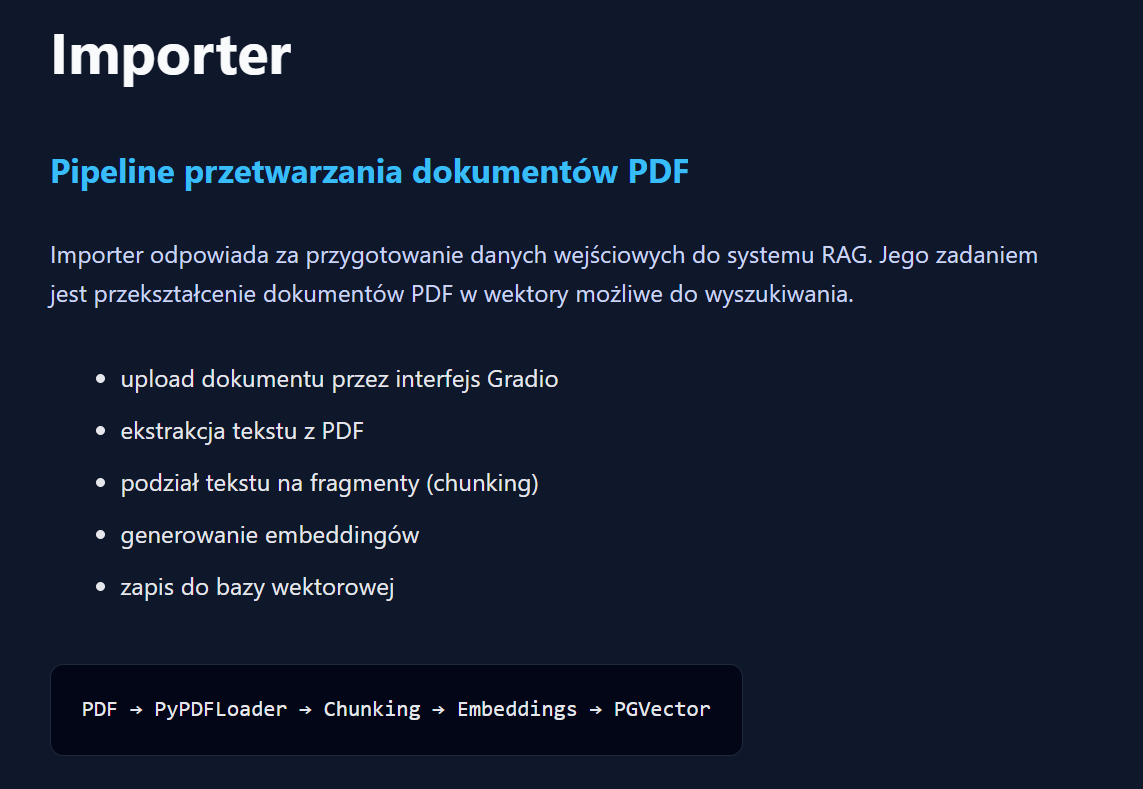 Importer
Pipeline przetwarzania dokumentów PDF
Importer odpowiada za przygotowanie danych wejściowych do systemu RAG. Jego zadaniem
jest przekształcenie dokumentów PDF w wektory możliwe do wyszukiwania.
• upload dokumentu przez interfejs Gradio
• ekstrakcja tekstu z PDF
• podział tekstu na fragmenty (chunking)
• generowanie embeddingów
• zapis do bazy wektorowej
PDF → PyPDFLoader → Chunking → Embeddings → PGVector